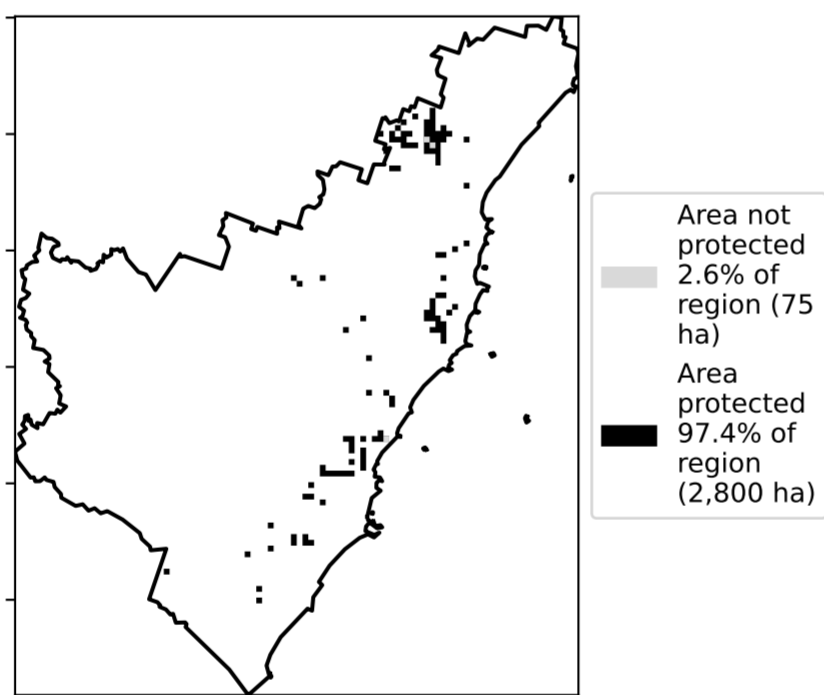 Area not
protected
2.6% of
region (75
ha)
Area
protected
97.4% of
region
(2,800 ha)